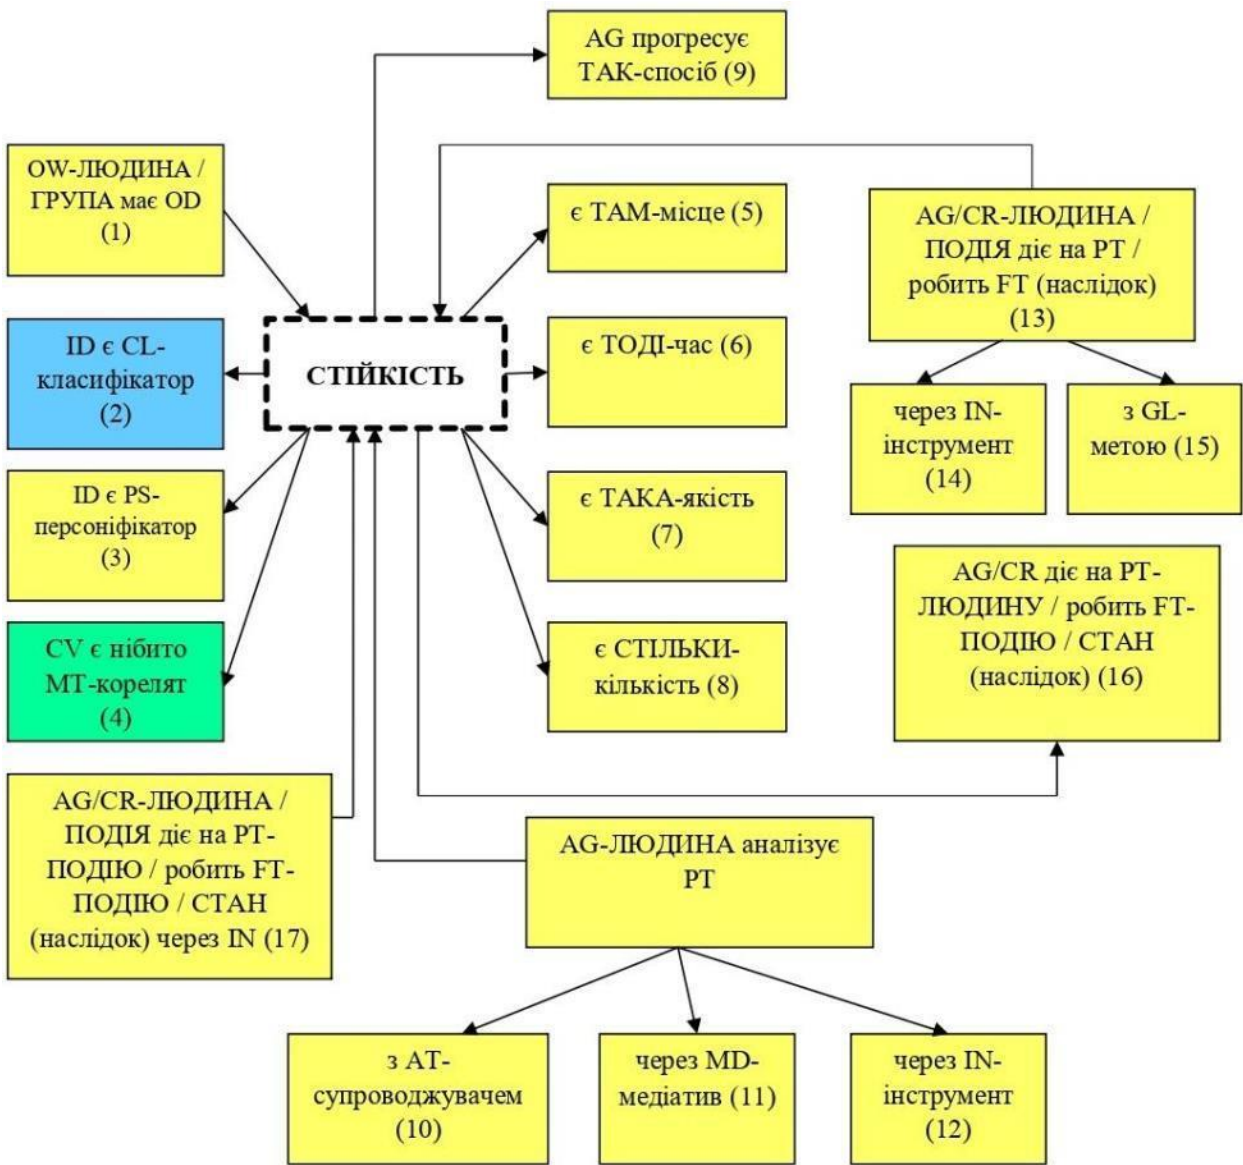 AG прогресує
ТАК-спосіб (9)
OW-ЛЮДИНА /
ГРУПА має OD
(1)
є ТАМ-місце (5)
AG/CR-ЛЮДИНА /
ПОДІЯ діє на PT /
робить FT (наслідок)
(13)
ID є CL-
класифікатор
(2)
СТІЙКІСТЬ
є ТОДІ-час (6)
через IN-
інструмент
(14)
з GL-
метою (15)
ID є PS-
персоніфікатор
(3)
є ТАКА-якість
(7)
AG/CR діє на PT-
ЛЮДИНУ / робить FT-
ПОДІЮ / СТАН
(наслідок) (16)
CV є нібито
MT-корелят
(4)
є СТІЛЬКИ-
кількість (8)
AG/CR-ЛЮДИНА /
ПОДІЯ діє на PT-
ПОДІЮ / робить FT-
ПОДІЮ / СТАН
(наслідок) через IN (17)
AG-ЛЮДИНА аналізує
PT
з AT-
супроводжувачем
(10)
через MD-
медіатив (11)
через IN-
інструмент
(12)